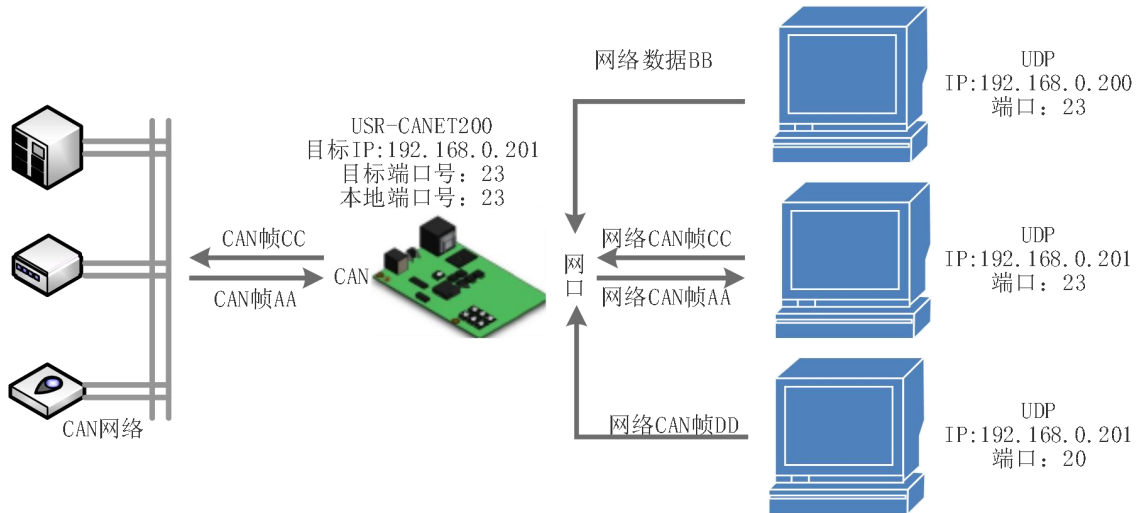 网络数据BB
UDP
IP:192.168.0.200
端口：23
USR-CANET200
目标IP:192.168.0.201
目标端口号：23
本地端口号：23
CAN帧CC
CAN
CAN帧AA
网口
网络CAN帧CC
网络CAN帧AA
UDP
IP:192.168.0.201
端口：23
CAN网络
网络CAN帧DD
UDP
IP:192.168.0.201
端口：20